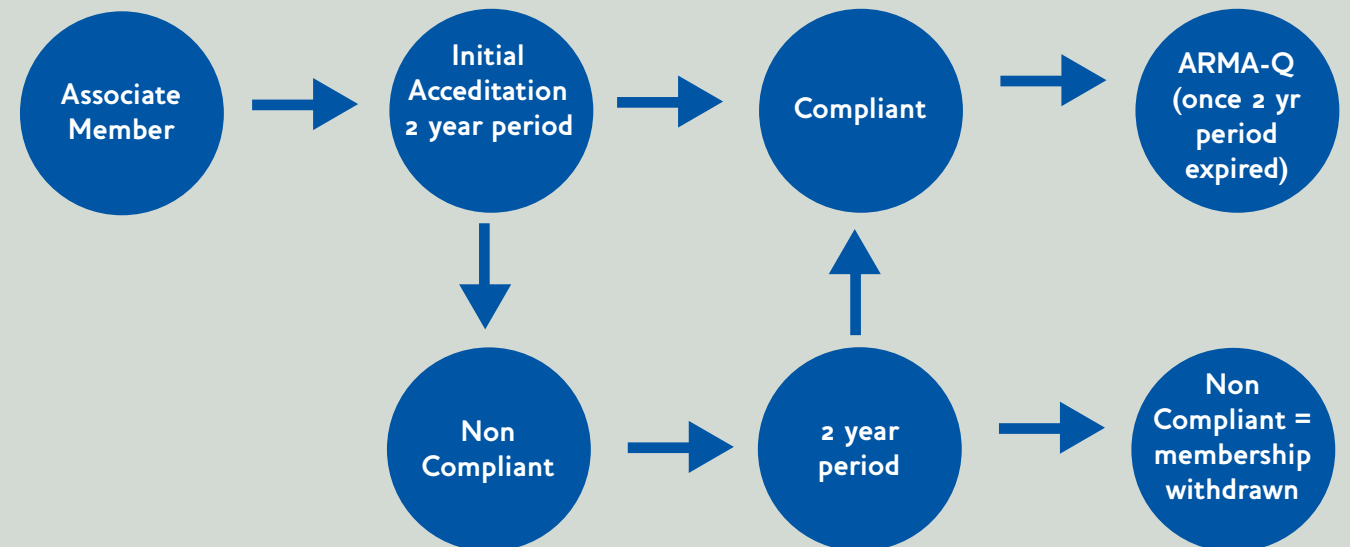 Associate
Member
Initial
Acceditation
2 year period
Compliant
ARMA-Q
(once 2 yr
period
expired)
Non
Compliant
2 year
period
Non
Compliant =
membership
withdrawn